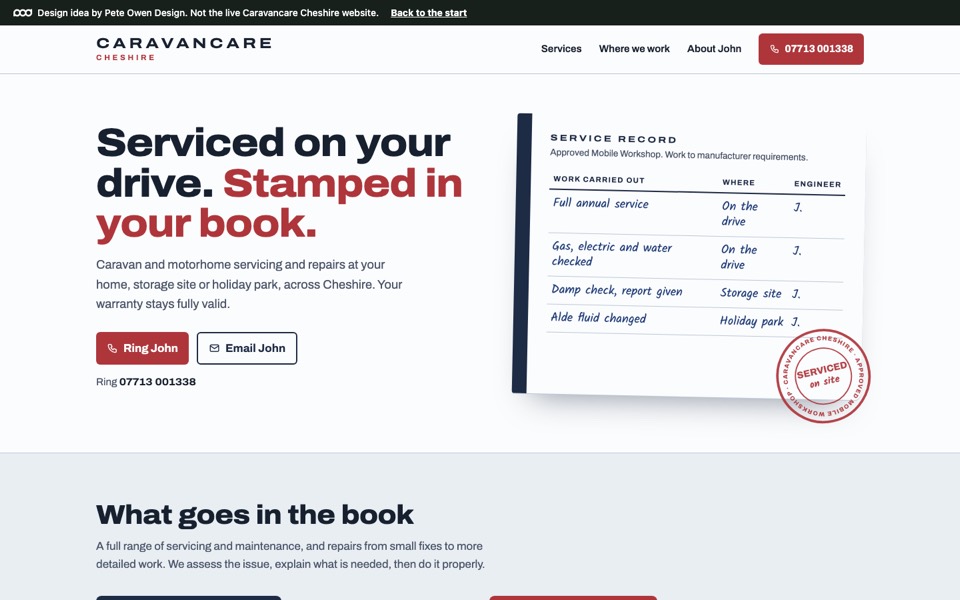 Design idea by Pete Owen Design. Not the live Caravancare Cheshire website. Back to the start
CARAVANCARE
CHESHIRE
Services Where we work About John 07713 001338
Serviced on your
drive. Stamped in
your book.
Caravan and motorhome servicing and repairs at your
home, storage site or holiday park, across Cheshire. Your
warranty stays fully valid.
Ring John Email John
Ring 07713 001338
SERVICE RECORD
Approved Mobile Workshop. Work to manufacturer requirements.
WORK CARRIED OUT WHERE ENGINEER
Full annual service On the drive J.
Gas, electric and water checked On the drive J.
Damp check, report given Storage site J.
Alde fluid changed Holiday park J.
CARAVANCARE CHESHIRE · APPROVED MOBILE WORKSHOP ·
SERVICED
on site
What goes in the book
A full range of servicing and maintenance, and repairs from small fixes to more
detailed work. We assess the issue, explain what is needed, then do it properly.